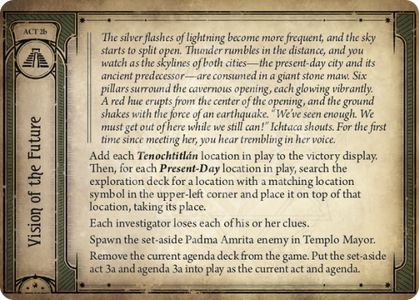 ACT 2b
Vision of the Future
The silver flashes of lightning become more frequent, and the sky
starts to split open. Thunder rumbles in the distance, and you
watch as the skylines of both cities—the present-day city and its
ancient predecessor—are consumed in a giant stone maw. Six
pillars surround the cavernous opening, each glowing vibrantly.
A red hue erupts from the center of the opening, and the ground
shakes with the force of an earthquake. “We’ve seen enough. We
must get out of here while we still can!” Ichtaca shouts. For the first
time since meeting her, you hear trembling in her voice.
Add each Tenochtitlán location in play to the victory display.
Then, for each Present-Day location in play, search the
exploration deck for a location with a matching location
symbol in the upper-left corner and place it on top of that
location, taking its place.
Each investigator loses each of his or her clues.
Spawn the set-aside Padma Amrita enemy in Templo Mayor.
Remove the current agenda deck from the game. Put the set-aside
act 3a and agenda 3a into play as the current act and agenda.